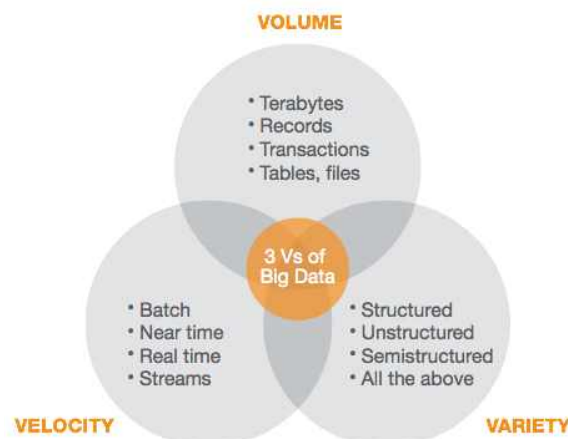 VOLUME
• Terabytes
• Records
• Transactions
• Tables, files
3 Vs of
Big Data
• Batch
• Near time
• Real time
• Streams
• Structured
• Unstructured
• Semistructured
• All the above
VELOCITY
VARIETY